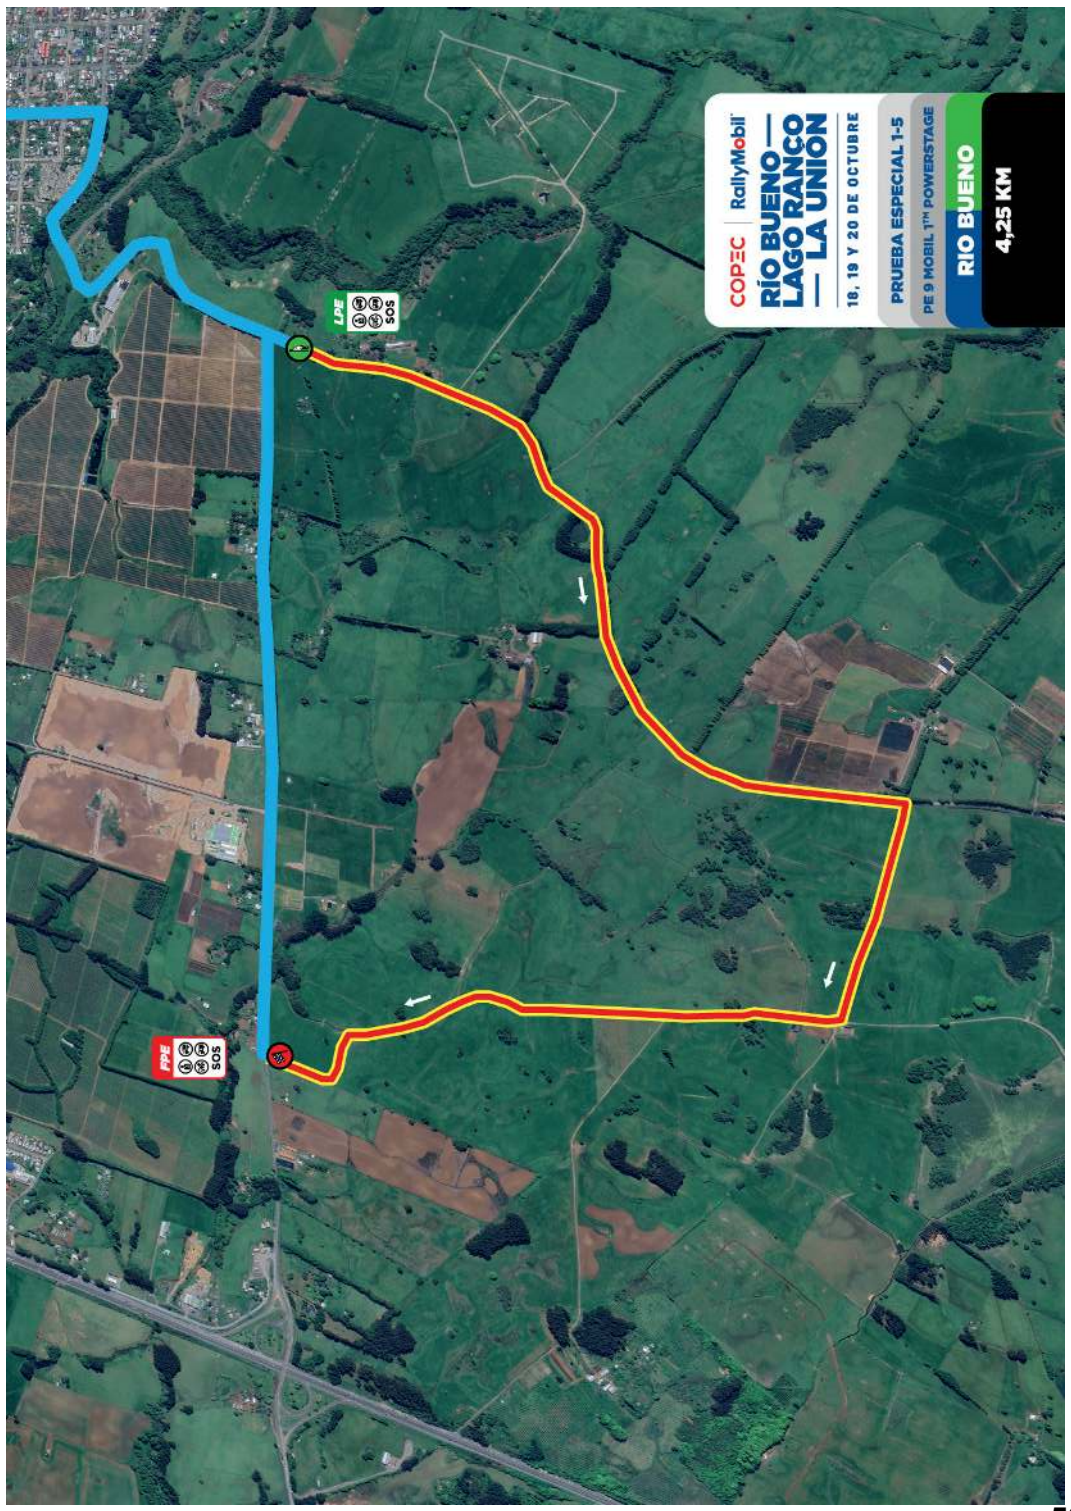 COPEC | RallyMobil
RÍO BUENO —
LAGO RANCO
— LA UNIÓN
18, 19 Y 20 DE OCTUBRE
PRUEBA ESPECIAL 1-5
PE 9 MOBIL 1™ POWERSTAGE
RIO BUENO
4,25 KM
LPE
SOS
FPE
SOS